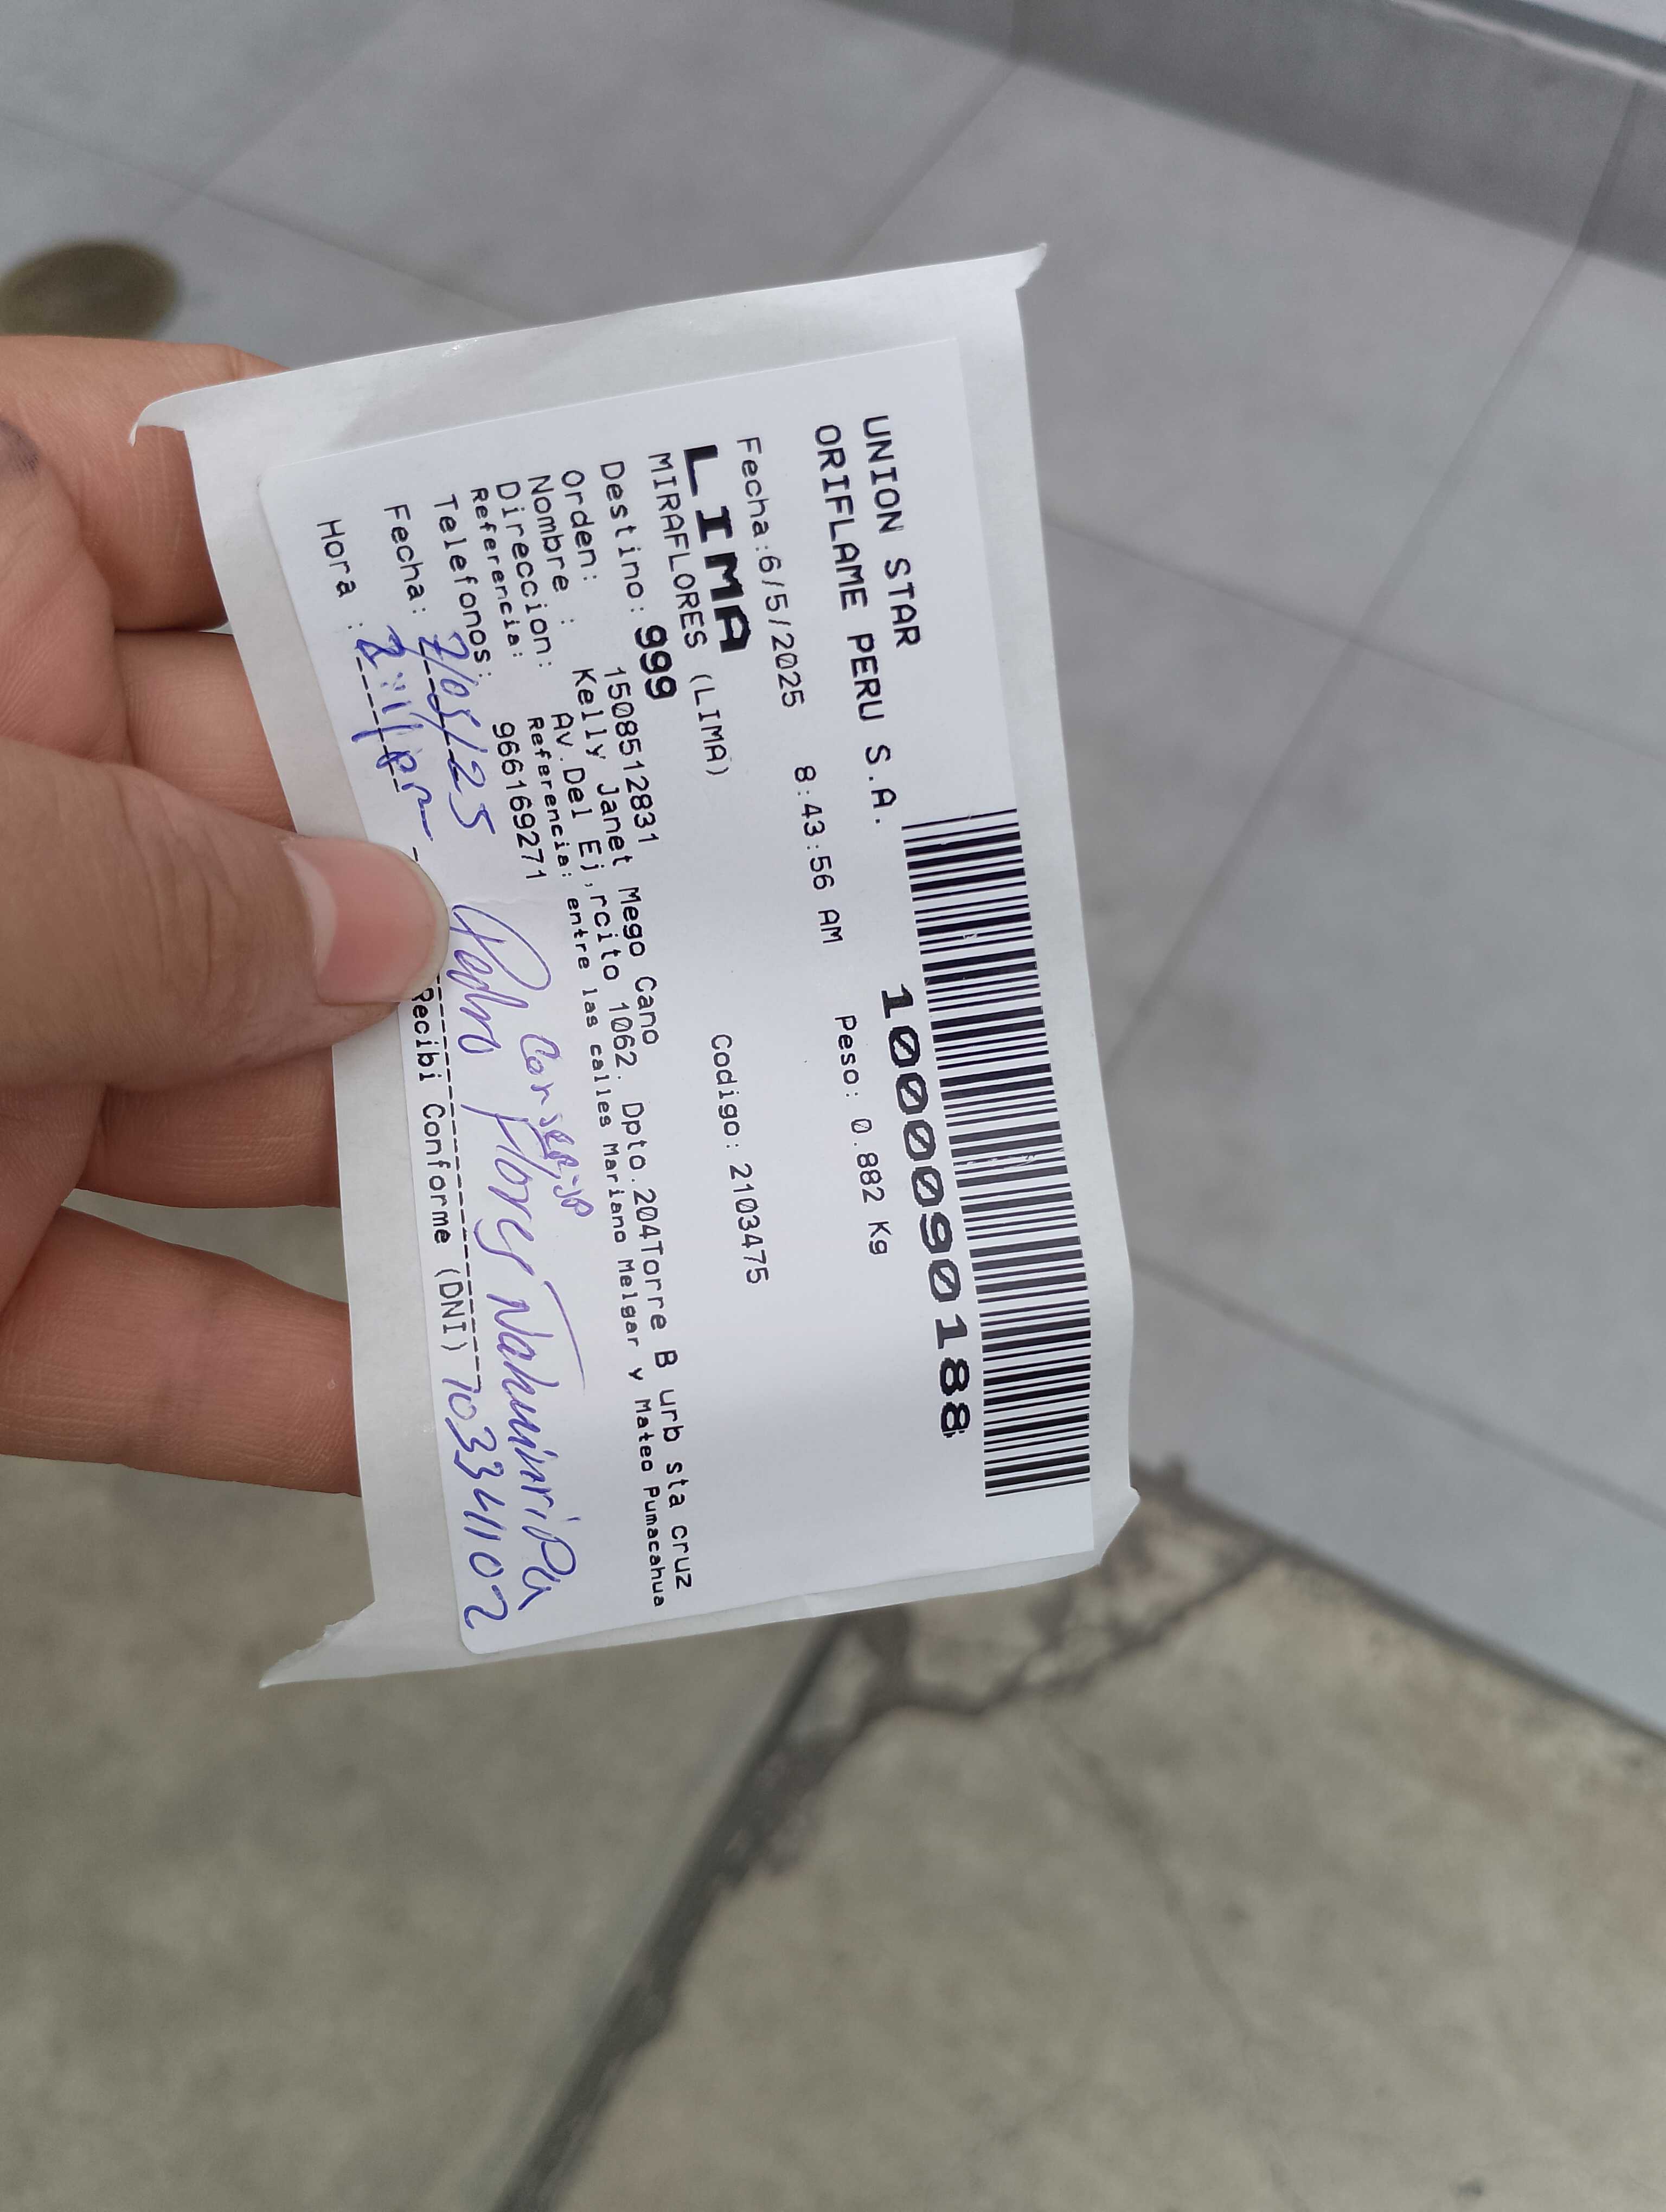 UNION STAR
ORIFLAME PERU S.A.
1000090188
Fecha:6/5/2025 8:43:56 AM Peso: 0.882 Kg
LIMA
MIRAFLORES (LIMA) Codigo: 2103475
Destino: 999
Orden: 1508512831
Nombre : Kelly Janet Mego Cano
Direccion: Av.Del Ej,rcito 1062. Dpto.204Torre B urb sta cruz
Referencia: Referencia: entre las calles Mariano Melgar y Mateo Pumacahua
Telefonos: 966169271
Fecha: 7/05/25 Pedro Flores
Hora :
Recibi Conforme (DNI) 70334102